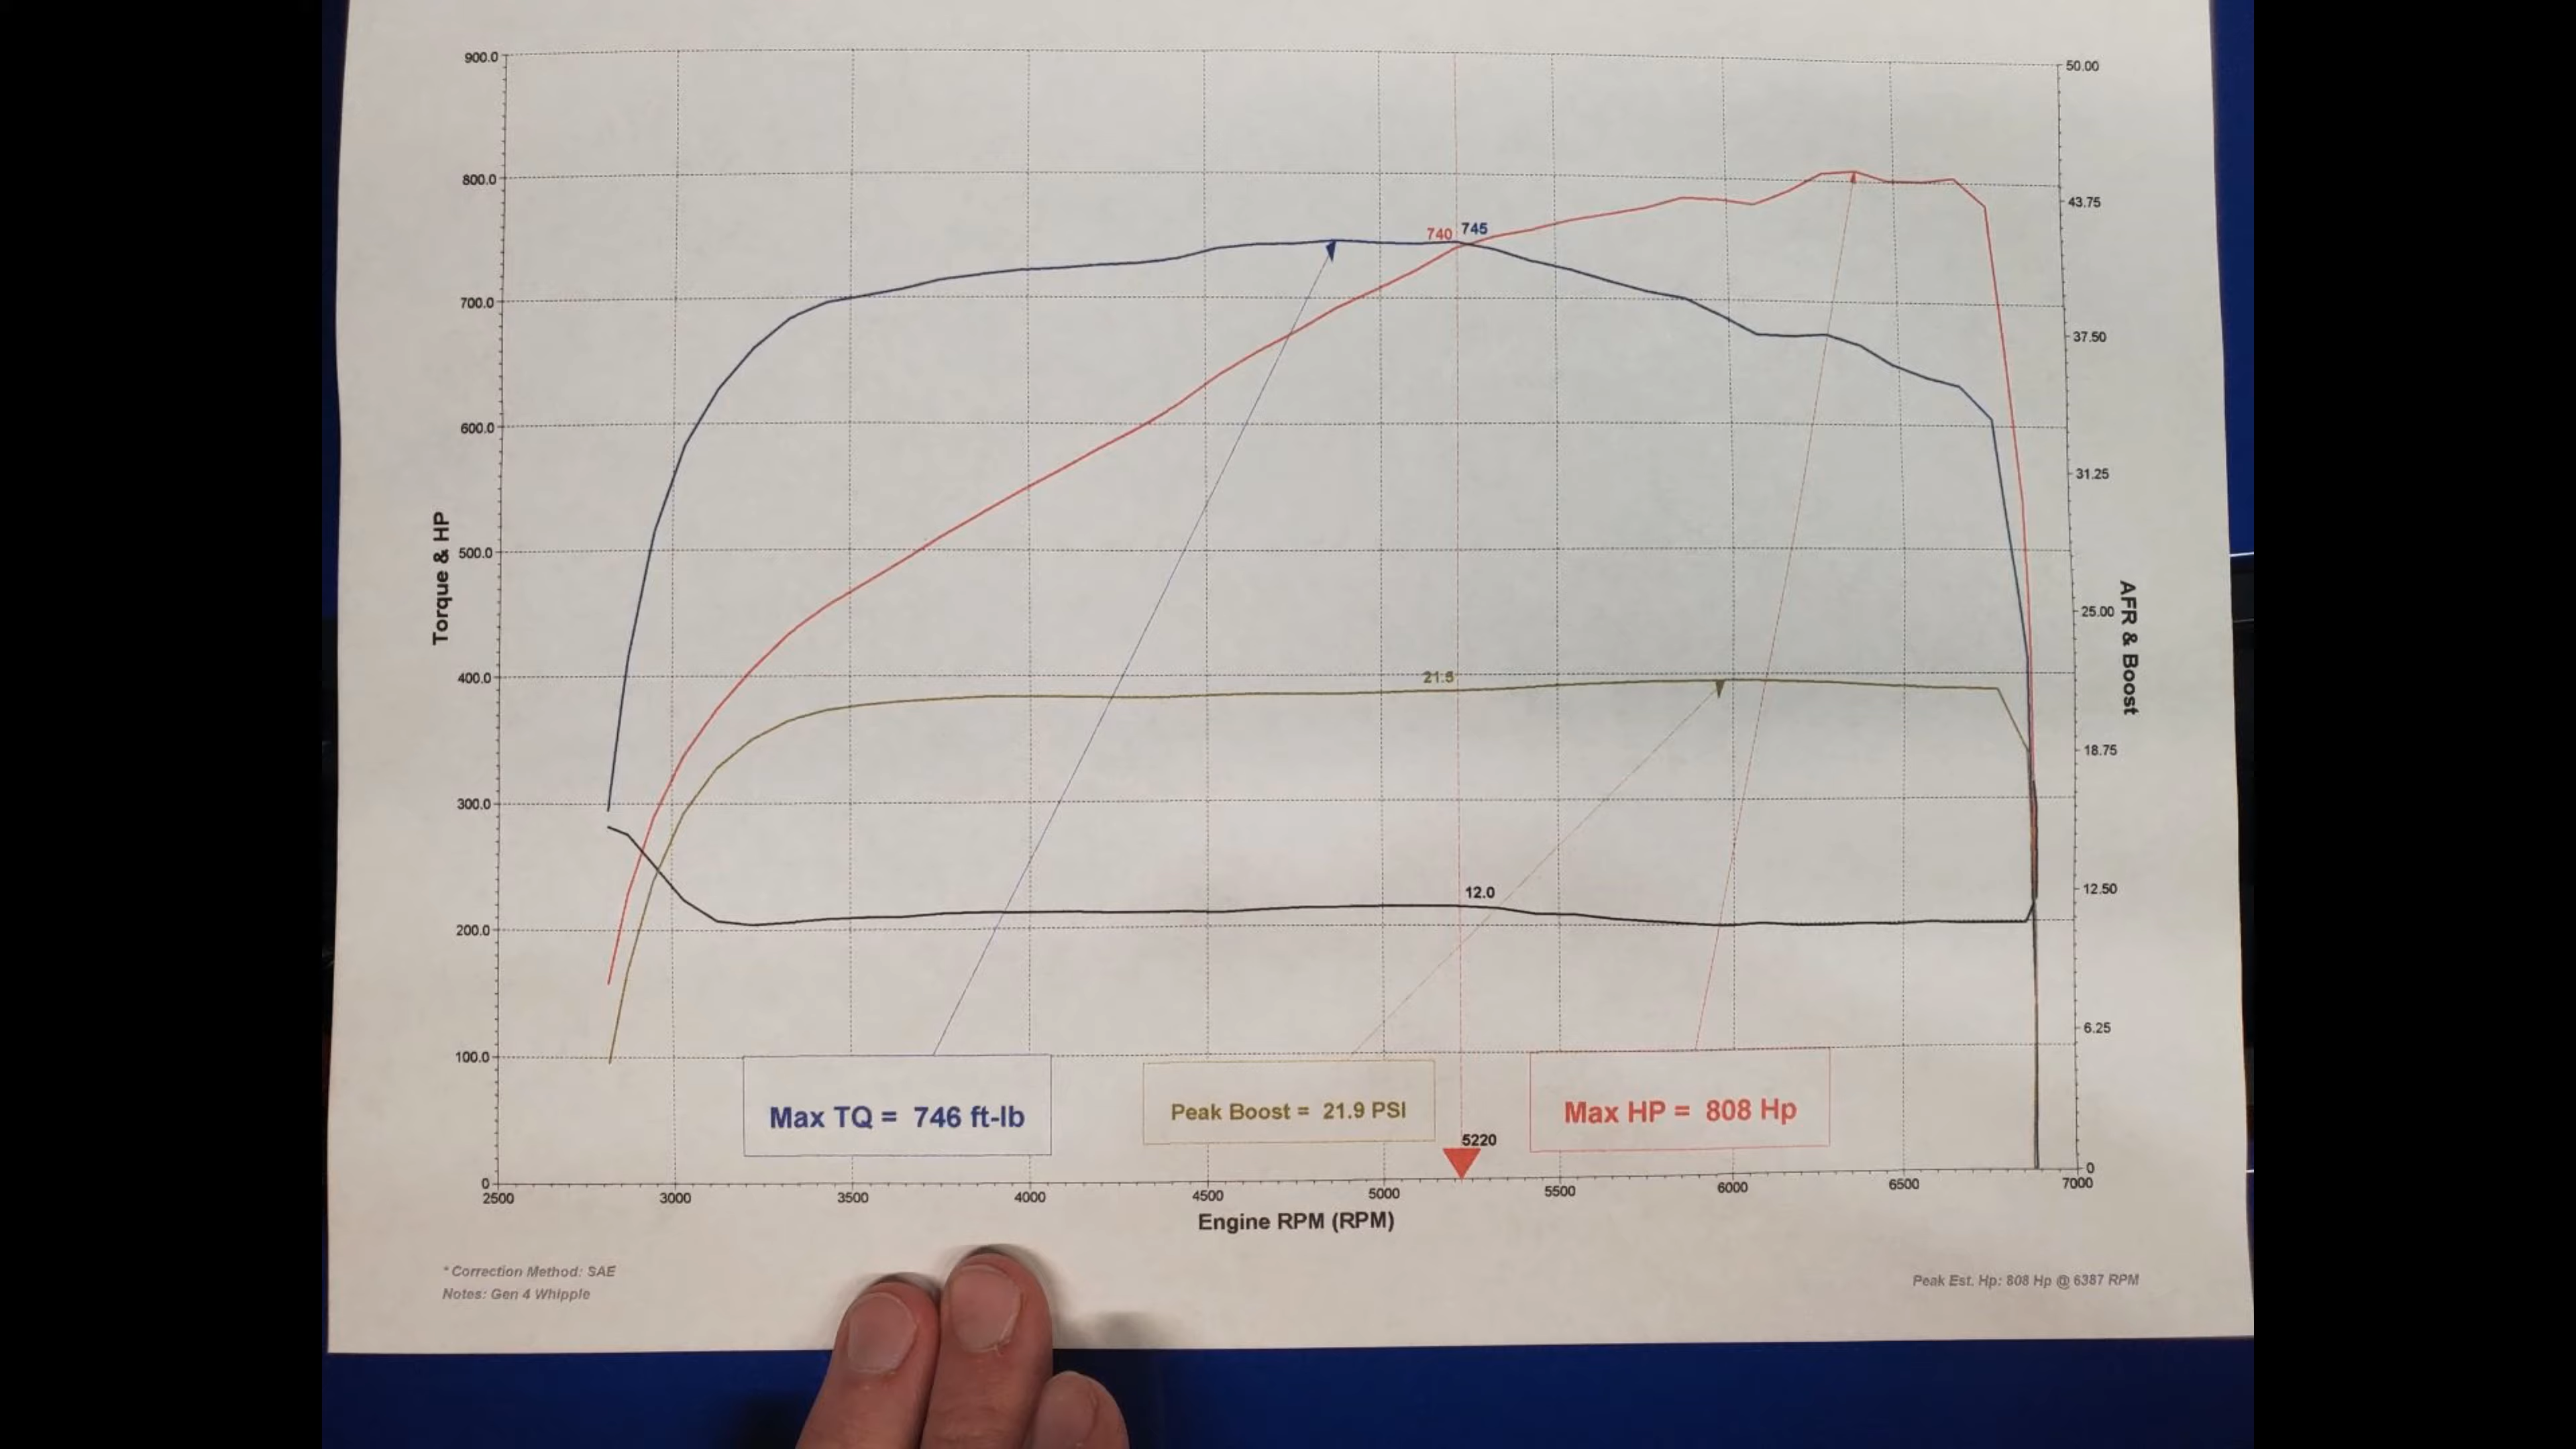 900.0
800.0
700.0
600.0
500.0
400.0
300.0
200.0
100.0
0
Torque & HP
50.00
43.75
37.50
31.25
25.00
18.75
12.50
6.25
0
AFR & Boost
740 745
21.5
12.0
Max TQ = 746 ft-lb
Peak Boost = 21.9 PSI
Max HP = 808 Hp
5220
2500 3000 3500 4000 4500 5000 5500 6000 6500 7000
Engine RPM (RPM)
* Correction Method: SAE
Notes: Gen 4 Whipple
Peak Est. Hp: 808 Hp @ 6387 RPM